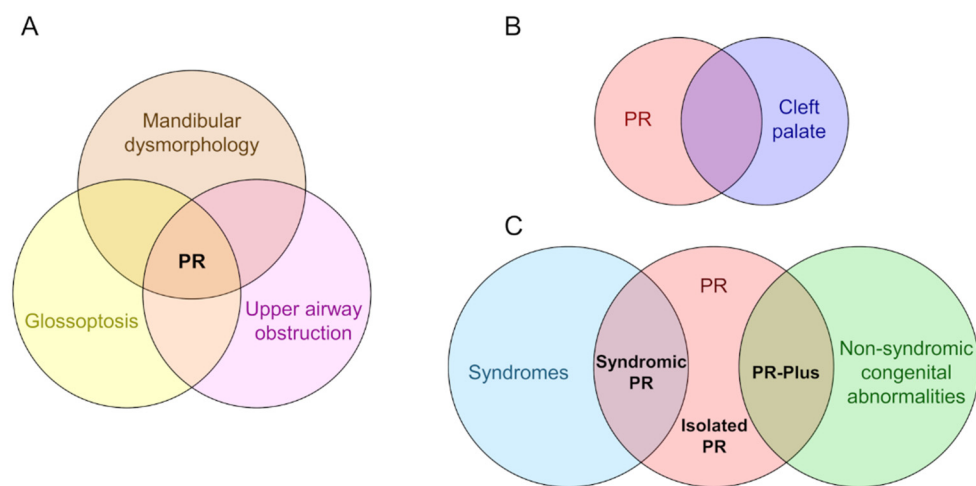 A
Mandibular
dysmorphology
PR
Glossoptosis
Upper airway
obstruction
B
PR
Cleft
palate
C
PR
Syndromes
Syndromic
PR
PR-Plus
Non-syndromic
congenital
abnormalities
Isolated
PR